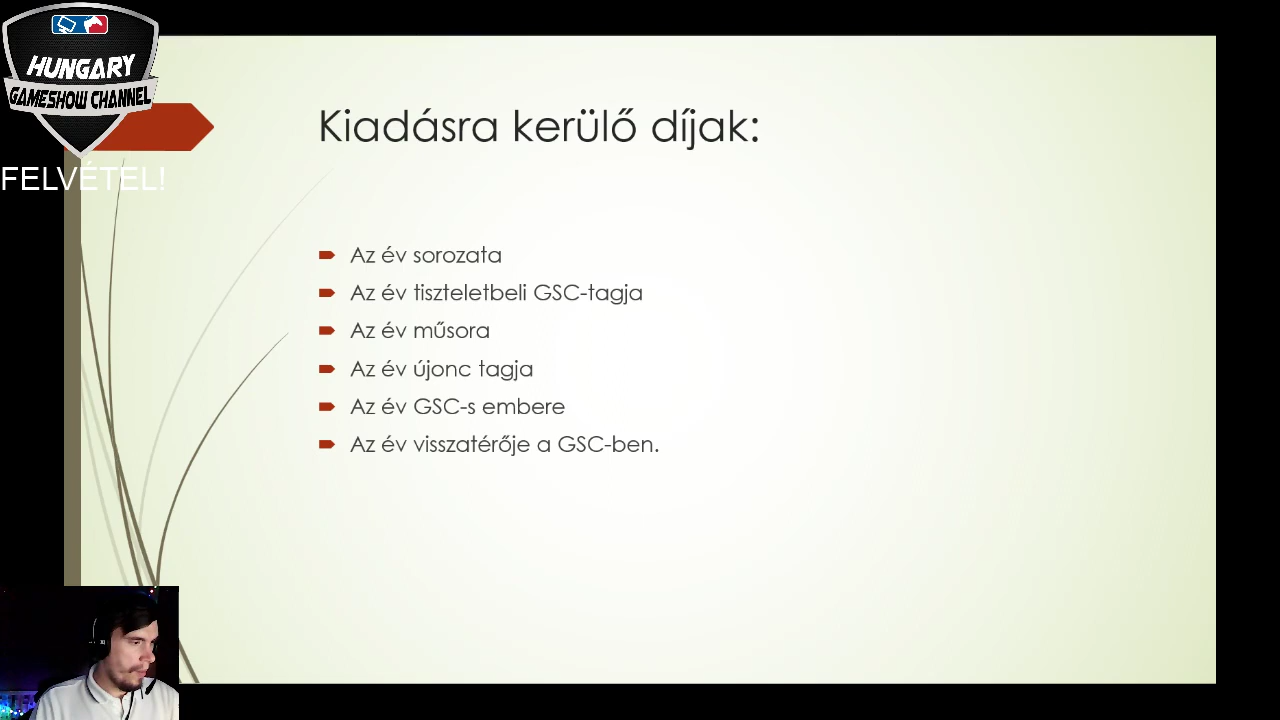 HUNGARY
GAMESHOW CHANNEL
FELVÉTEL!
Kiadásra kerülő díjak:
Az év sorozata
Az év tiszteletbeli GSC-tagja
Az év műsora
Az év újonc tagja
Az év GSC-s embere
Az év visszatérője a GSC-ben.